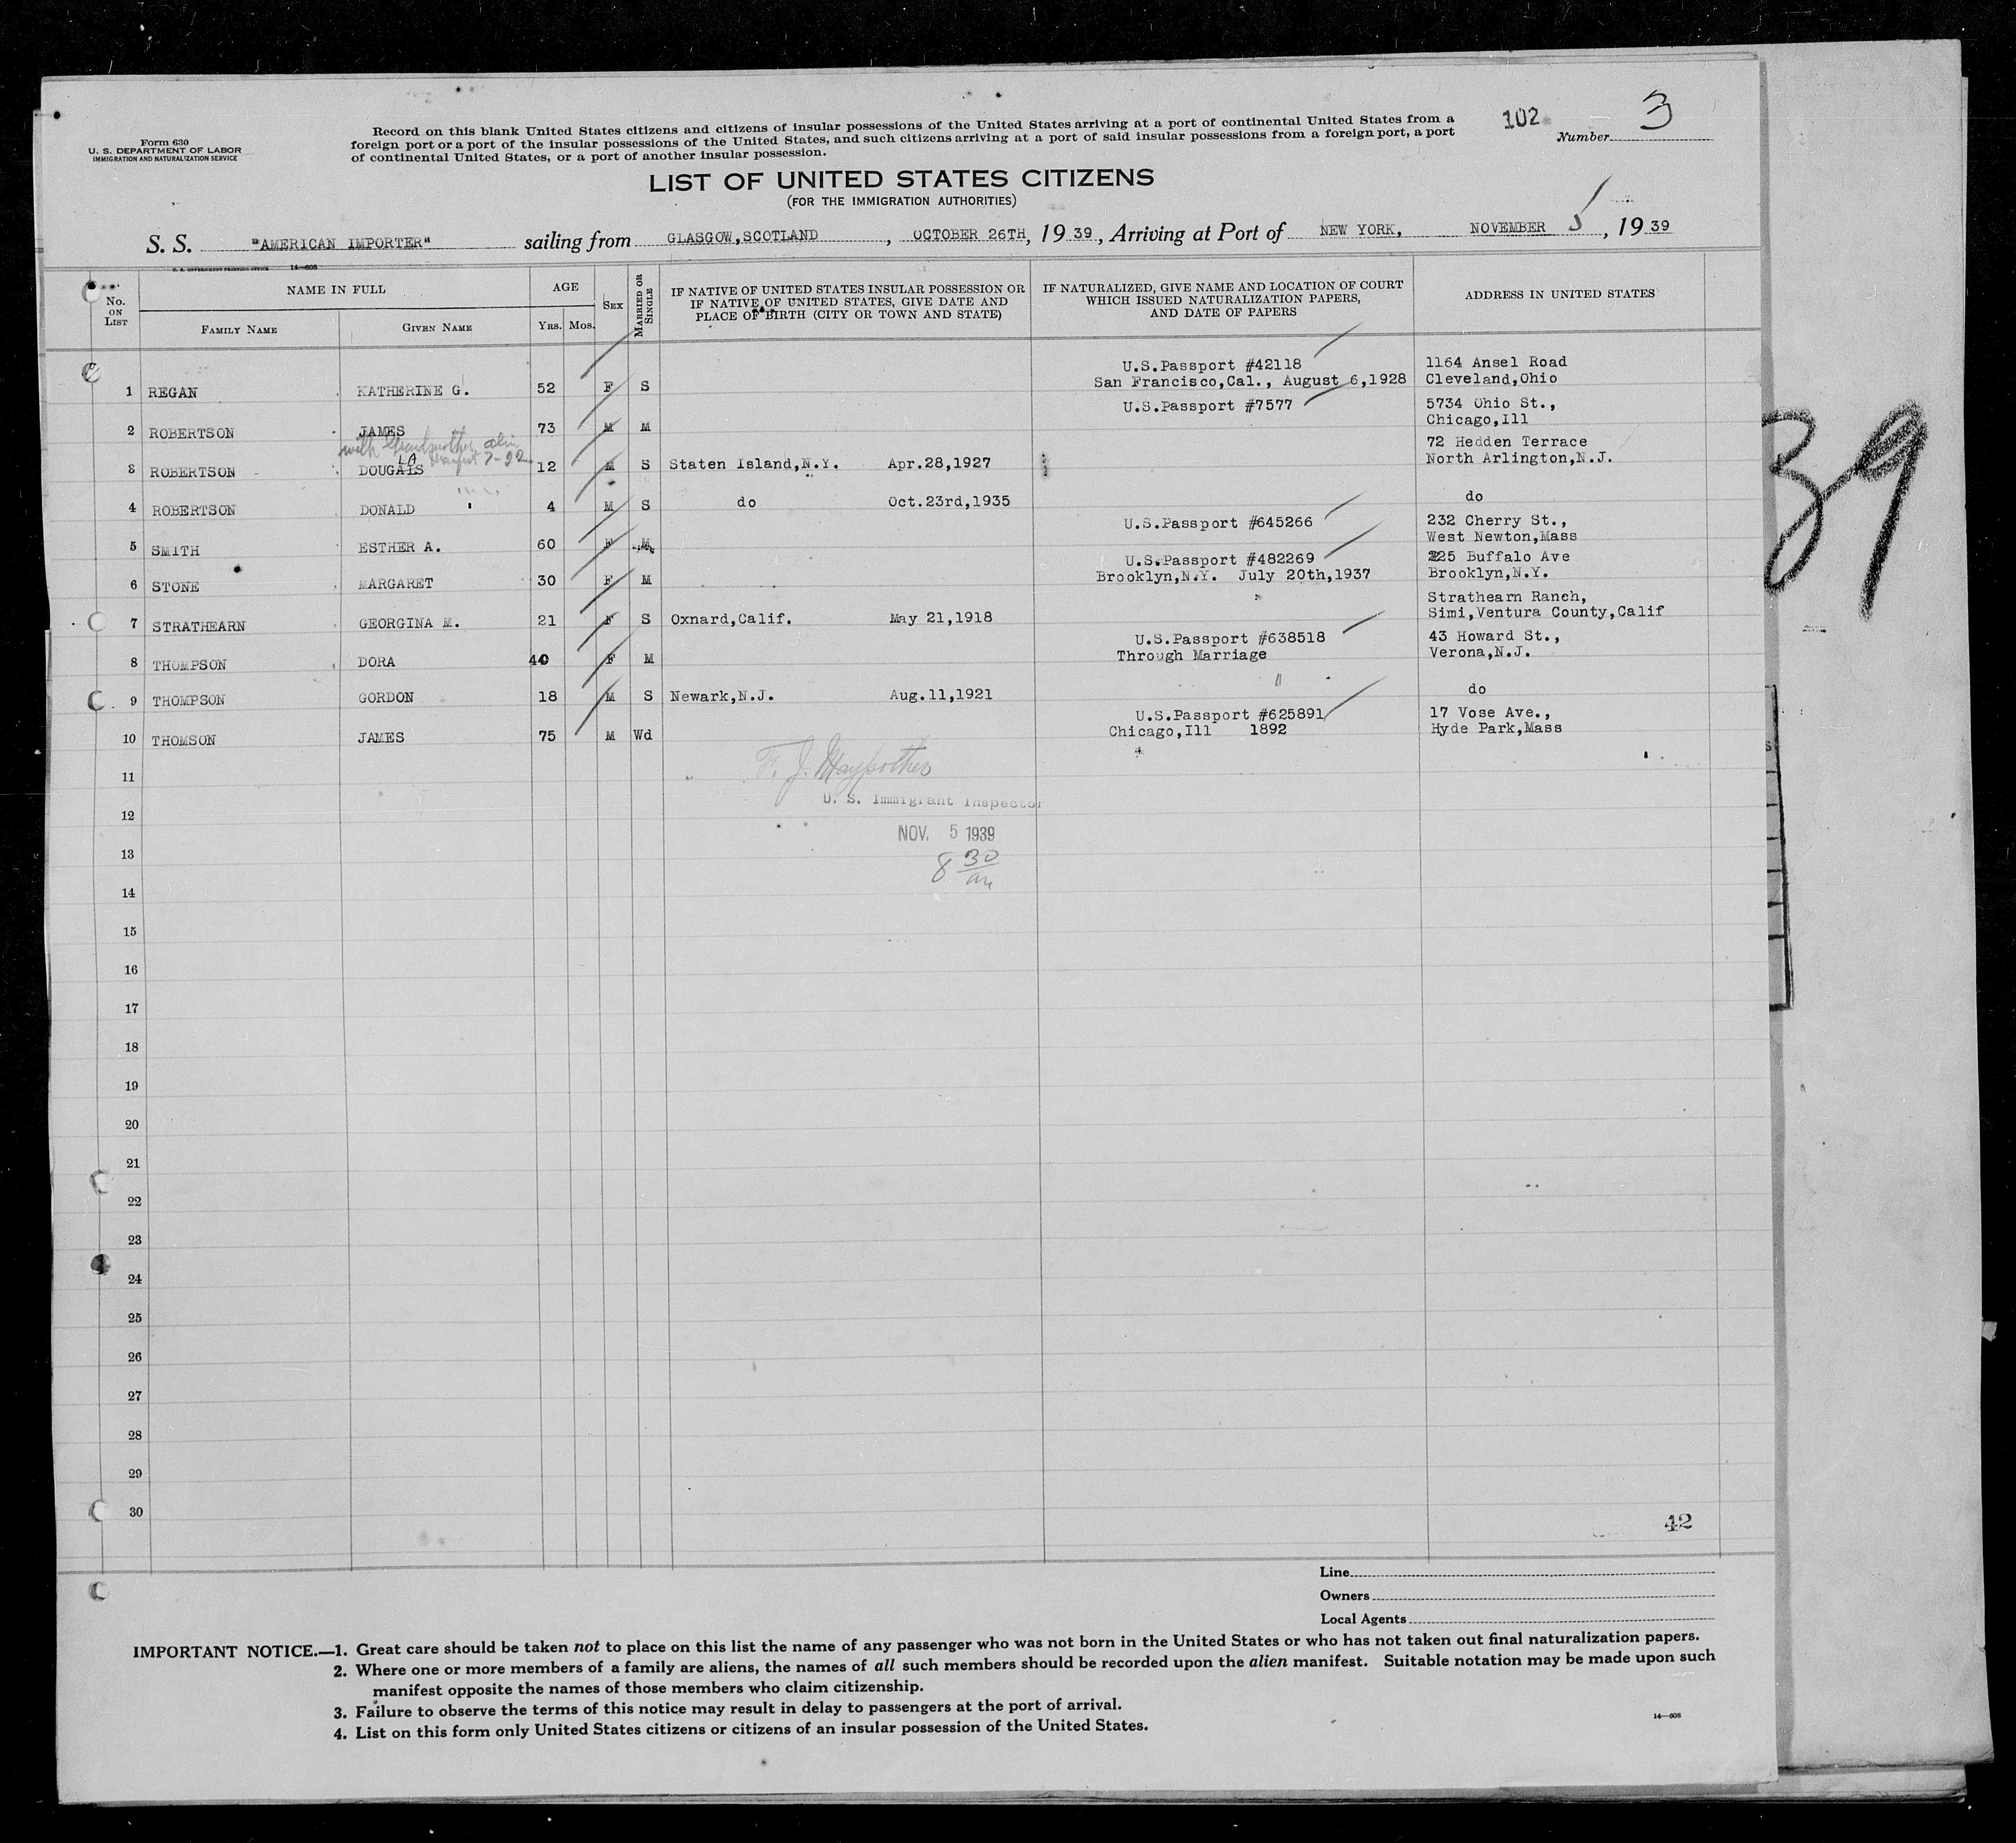 Form 630
U. S. DEPARTMENT OF LABOR
IMMIGRATION AND NATURALIZATION SERVICE
Record on this blank United States citizens and citizens of insular possessions of the United States arriving at a port of continental United States from a
foreign port or a port of the insular possessions of the United States, and such citizens arriving at a port of said insular possessions from a foreign port, a port
of continental United States, or a port of another insular possession.
102
Number 3
LIST OF UNITED STATES CITIZENS
(FOR THE IMMIGRATION AUTHORITIES)
S. S. "AMERICAN IMPORTER" sailing from GLASGOW,SCOTLAND , OCTOBER 26TH, 1939, Arriving at Port of NEW YORK, NOVEMBER 5, 1939
U. S. GOVERNMENT PRINTING OFFICE 14—608
No. ON LIST
NAME IN FULL
FAMILY NAME GIVEN NAME
AGE
YRS. MOS.
SEX
MARRIED OR SINGLE
IF NATIVE OF UNITED STATES INSULAR POSSESSION OR
IF NATIVE OF UNITED STATES, GIVE DATE AND
PLACE OF BIRTH (CITY OR TOWN AND STATE)
IF NATURALIZED, GIVE NAME AND LOCATION OF COURT
WHICH ISSUED NATURALIZATION PAPERS,
AND DATE OF PAPERS
ADDRESS IN UNITED STATES
U.S.Passport #42118 1164 Ansel Road
1 REGAN KATHERINE G. 52 F S San Francisco,Cal., August 6,1928 Cleveland,Ohio
U.S.Passport #7577 5734 Ohio St.,
2 ROBERTSON JAMES 73 M M Chicago,Ill
with Grandmother alien
manifest 7-22
72 Hedden Terrace
3 ROBERTSON DOUGAIS LA 12 M S Staten Island,N.Y. Apr.28,1927 North Arlington,N.J.
4 ROBERTSON DONALD 4 M S do Oct.23rd,1935 do
U.S.Passport #645266 232 Cherry St.,
5 SMITH ESTHER A. 60 F M West Newton,Mass
U.S.Passport #482269 225 Buffalo Ave
6 STONE MARGARET 30 F M Brooklyn,N.Y. July 20th,1937 Brooklyn,N.Y.
Strathearn Ranch,
7 STRATHEARN GEORGINA M. 21 F S Oxnard,Calif. May 21,1918 Simi,Ventura County,Calif
U.S.Passport #638518 43 Howard St.,
8 THOMPSON DORA 40 F M Through Marriage Verona,N.J.
9 THOMPSON GORDON 18 M S Newark,N.J. Aug.11,1921 " do
U.S.Passport #625891 17 Vose Ave.,
10 THOMSON JAMES 75 M Wd Chicago,Ill 1892 Hyde Park,Mass
11
U. S. Immigrant Inspector
12
NOV. 5 1939
13
8 30
am
14
15
16
17
18
19
20
21
22
23
24
25
26
27
28
29
30
42
39
Line
Owners
Local Agents
IMPORTANT NOTICE.—1. Great care should be taken not to place on this list the name of any passenger who was not born in the United States or who has not taken out final naturalization papers.
2. Where one or more members of a family are aliens, the names of all such members should be recorded upon the alien manifest. Suitable notation may be made upon such
manifest opposite the names of those members who claim citizenship.
3. Failure to observe the terms of this notice may result in delay to passengers at the port of arrival.
4. List on this form only United States citizens or citizens of an insular possession of the United States.
14—608